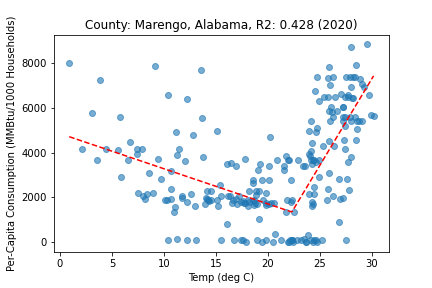 County: Marengo, Alabama, R2: 0.428 (2020)
Per-Capita Consumption (MMBtu/1000 Households)
8000
6000
4000
2000
0
0 5 10 15 20 25 30
Temp (deg C)